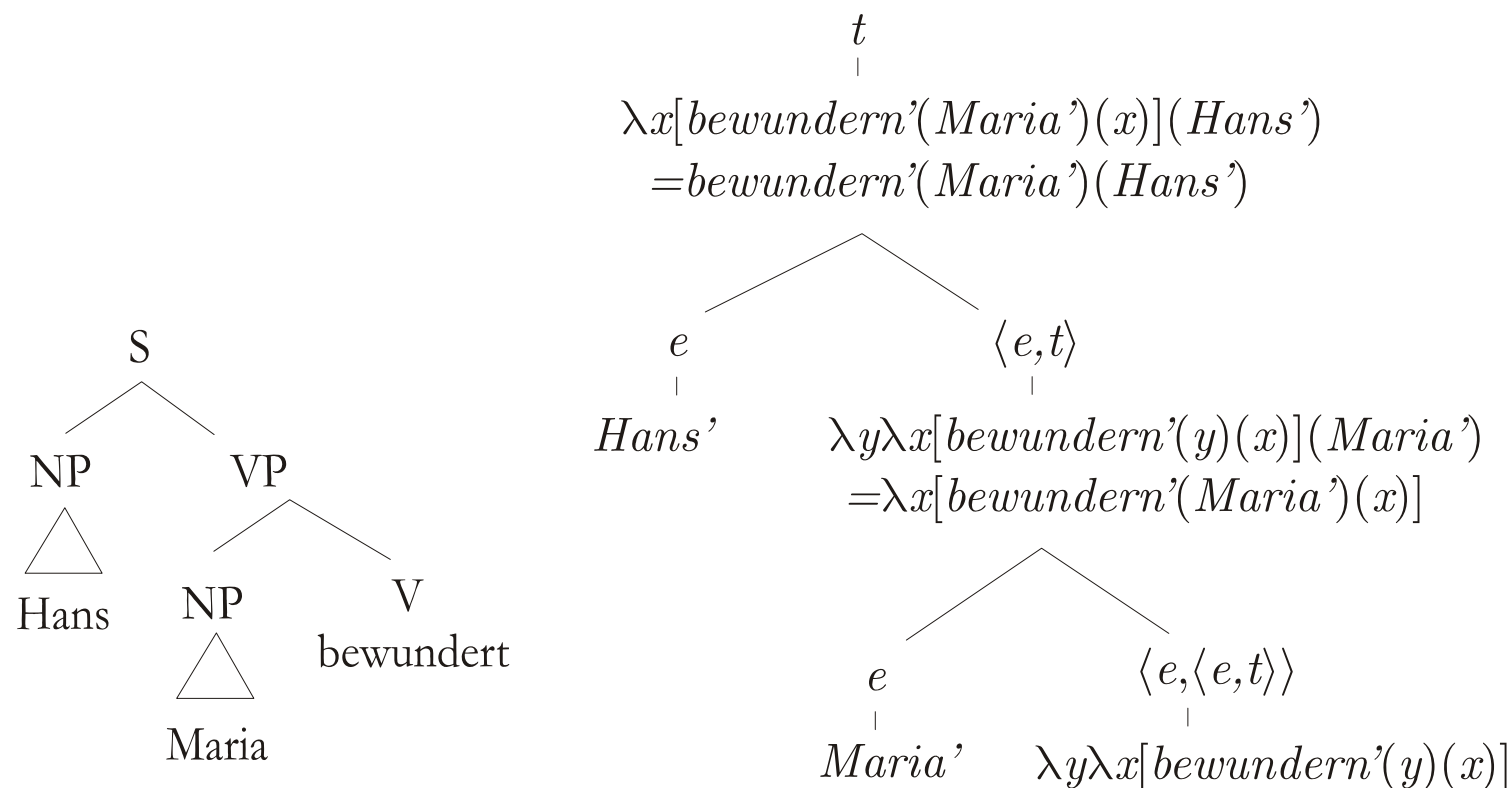 S
NP VP
Hans
NP V
bewundert
Maria
t
λx[bewundern’(Maria’)(x)](Hans’)
=bewundern’(Maria’)(Hans’)
e ⟨e,t⟩
Hans’ λyλx[bewundern’(y)(x)](Maria’)
=λx[bewundern’(Maria’)(x)]
e ⟨e,⟨e,t⟩⟩
Maria’ λyλx[bewundern’(y)(x)]